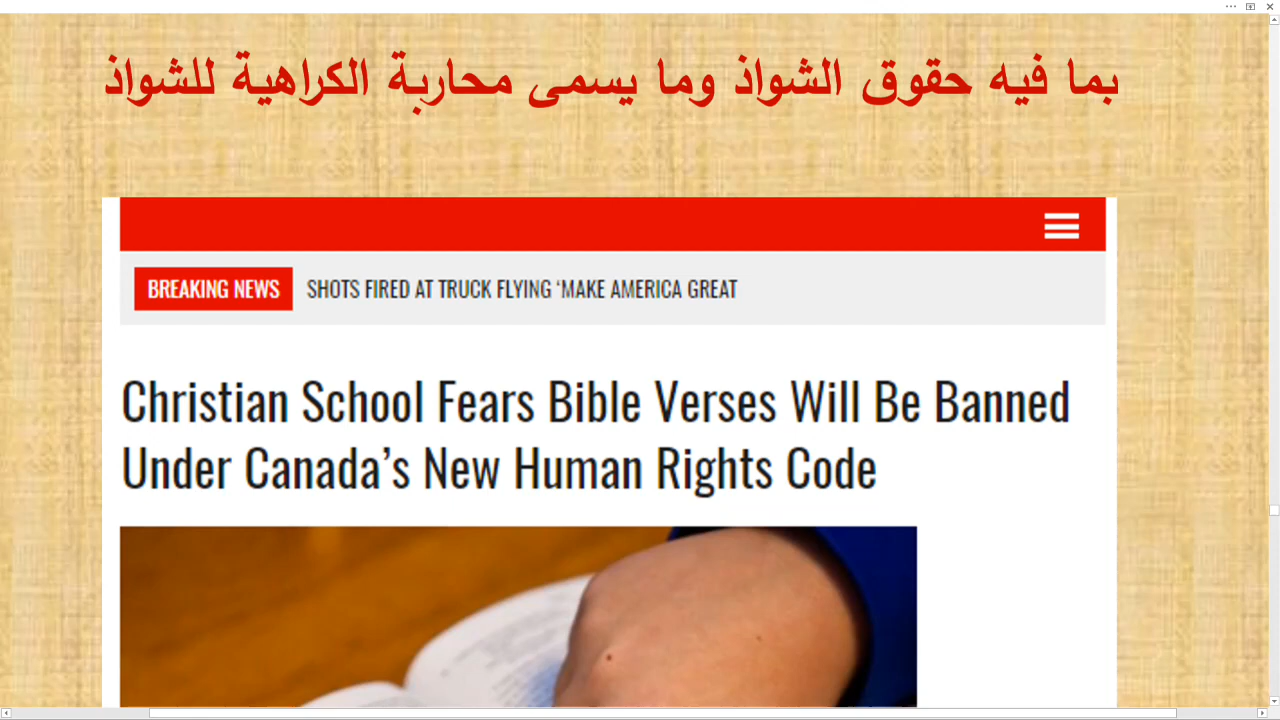 بما فيه حقوق الشواذ وما يسمى محاربة الكراهية للشواذ
BREAKING NEWS SHOTS FIRED AT TRUCK FLYING ‘MAKE AMERICA GREAT
Christian School Fears Bible Verses Will Be Banned
Under Canada’s New Human Rights Code